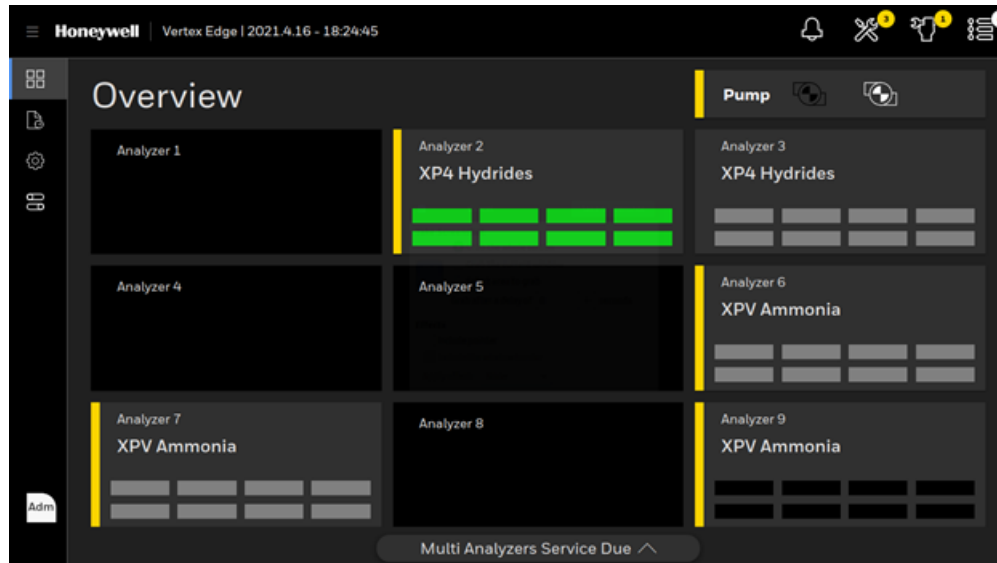 Honeywell Vertex Edge | 2021.4.16 - 18:24:45
3
1
Overview
Pump
Analyzer 1
Analyzer 2
XP4 Hydrides
Analyzer 3
XP4 Hydrides
Analyzer 4
Analyzer 5
Analyzer 6
XPV Ammonia
Analyzer 7
XPV Ammonia
Analyzer 8
Analyzer 9
XPV Ammonia
Adm
Multi Analyzers Service Due